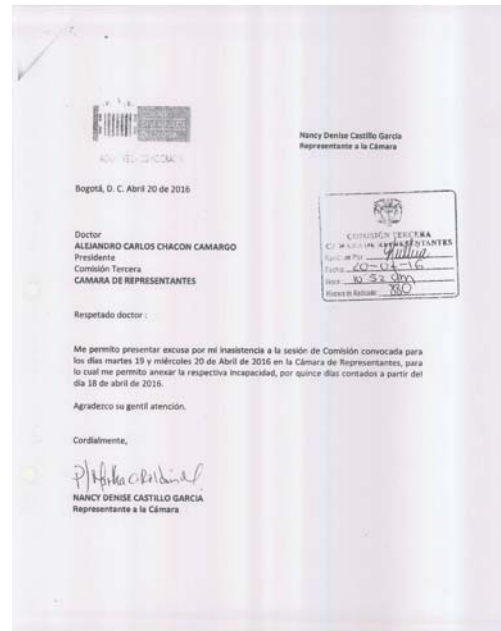 Nancy Denise Castillo García
Representante a la Cámara
Bogotá, D. C. Abril 20 de 2016
COMISIÓN TERCERA
20-04-16
10:52 am
880
Doctor
ALEJANDRO CARLOS CHACON CAMARGO
Presidente
Comisión Tercera
CAMARA DE REPRESENTANTES
Respetado doctor :
Me permito presentar excusa por mi inasistencia a la sesión de Comisión convocada para
los días martes 19 y miércoles 20 de Abril de 2016 en la Cámara de Representantes, para
lo cual me permito anexar la respectiva incapacidad, por quince días contados a partir del
día 18 de abril de 2016.
Agradezco su gentil atención.
Cordialmente,
NANCY DENISE CASTILLO GARCIA
Representante a la Cámara